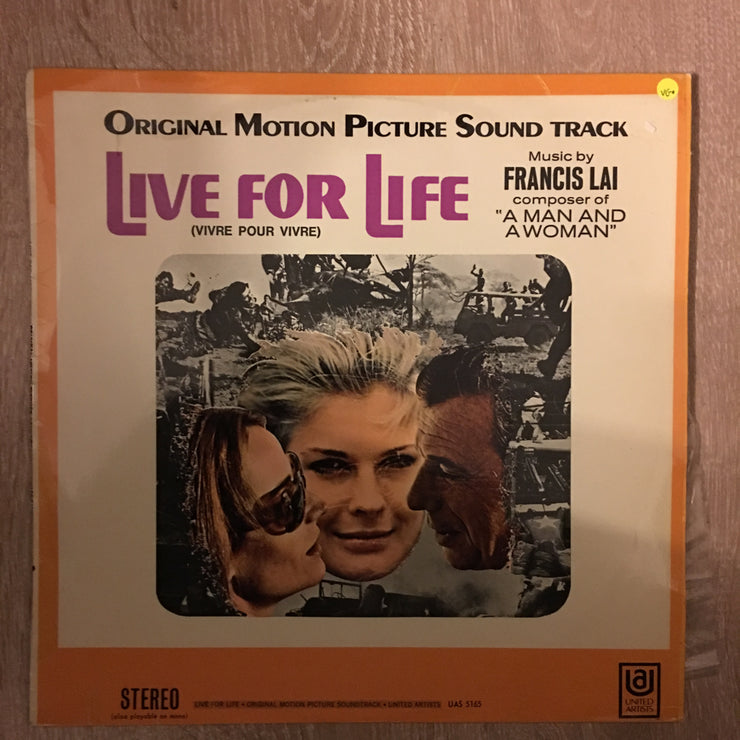 VG+
ORIGINAL MOTION PICTURE SOUND TRACK
LIVE FOR LIFE
(VIVRE POUR VIVRE)
Music by
FRANCIS LAI
composer of
"A MAN AND
A WOMAN"
STEREO
(also playable on mono)
LIVE FOR LIFE • ORIGINAL MOTION PICTURE SOUNDTRACK • UNITED ARTISTS UAS 5165
UA
UNITED
ARTISTS